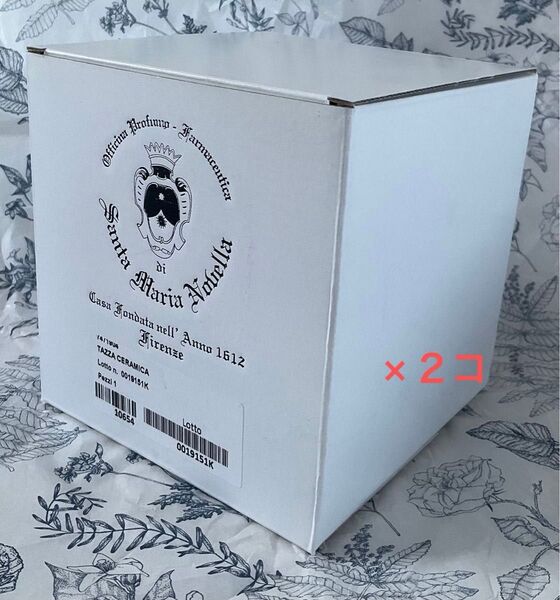 Officina Profumo - Farmaceutica
di
Santa Maria Novella
Casa Fondata nell' Anno 1612
Firenze
TAZZA CERAMICA
Lotto n. 0019151K
Pezzi 1
10654
Lotto
0019151K
×2コ